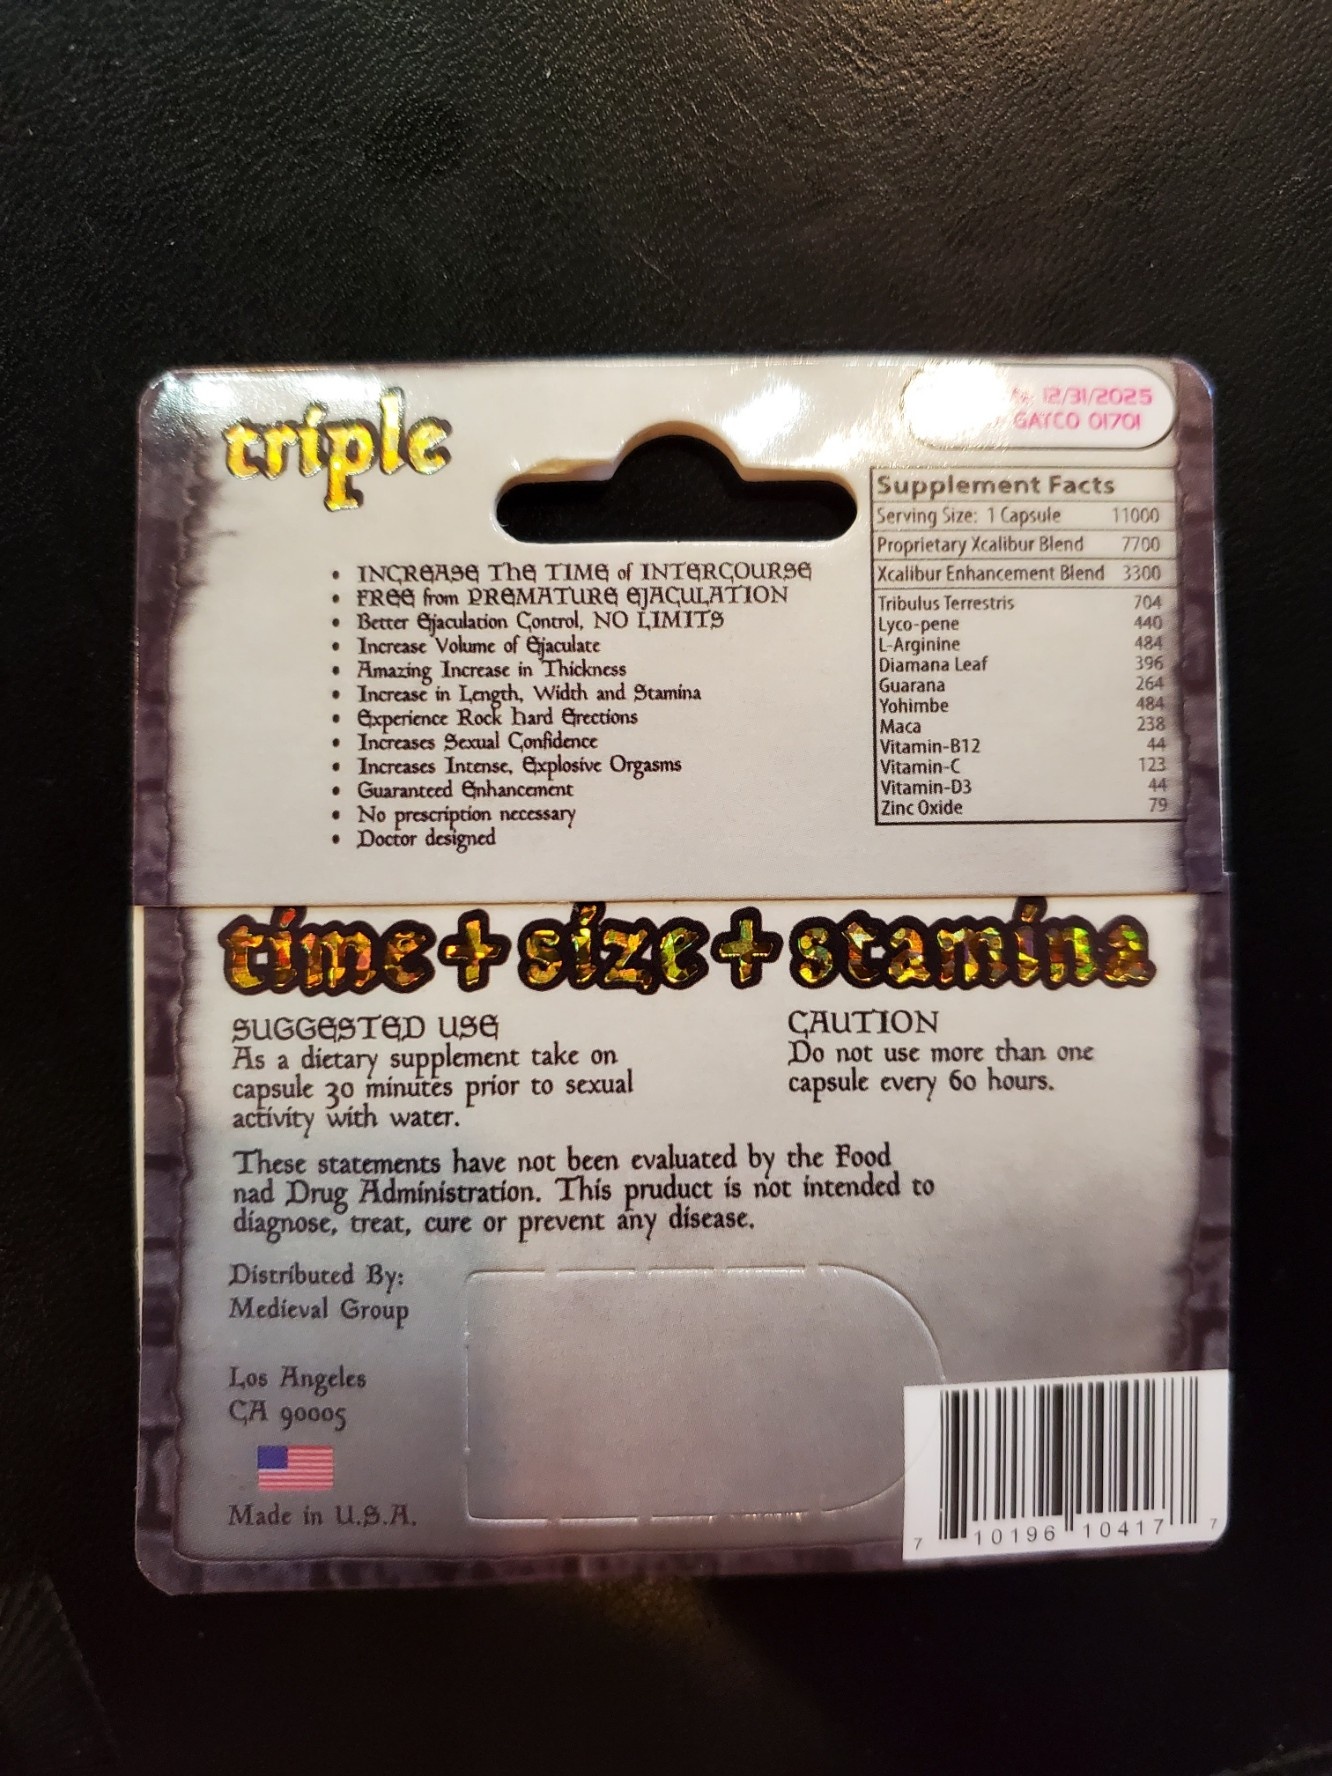 triple
12/31/2025
GATCO 01701
INCREASE The TIME of INTERCOURSE
FREE from PREMATURE EJACULATION
Better Ejaculation Control, NO LIMITS
Increase Volume of Ejaculate
Amazing Increase in Thickness
Increase in Length, Width and Stamina
Experience Rock hard Erections
Increases Sexual Confidence
Increases Intense, Explosive Orgasms
Guaranteed Enhancement
No prescription necessary
Doctor designed
Supplement Facts
Serving Size: 1 Capsule 11000
Proprietary Xcalibur Blend 7700
Xcalibur Enhancement Blend 3300
Tribulus Terrestris 704
Lyco-pene 440
L-Arginine 484
Diamana Leaf 396
Guarana 264
Yohimbe 484
Maca 238
Vitamin-B12 44
Vitamin-C 123
Vitamin-D3 44
Zinc Oxide 79
time + size + stamina
SUGGESTED USE
As a dietary supplement take on
capsule 30 minutes prior to sexual
activity with water.
CAUTION
Do not use more than one
capsule every 60 hours.
These statements have not been evaluated by the Food
nad Drug Administration. This pruduct is not intended to
diagnose, treat, cure or prevent any disease.
Distributed By:
Medieval Group
Los Angeles
CA 90005
Made in U.S.A.
7 10196 10417 7